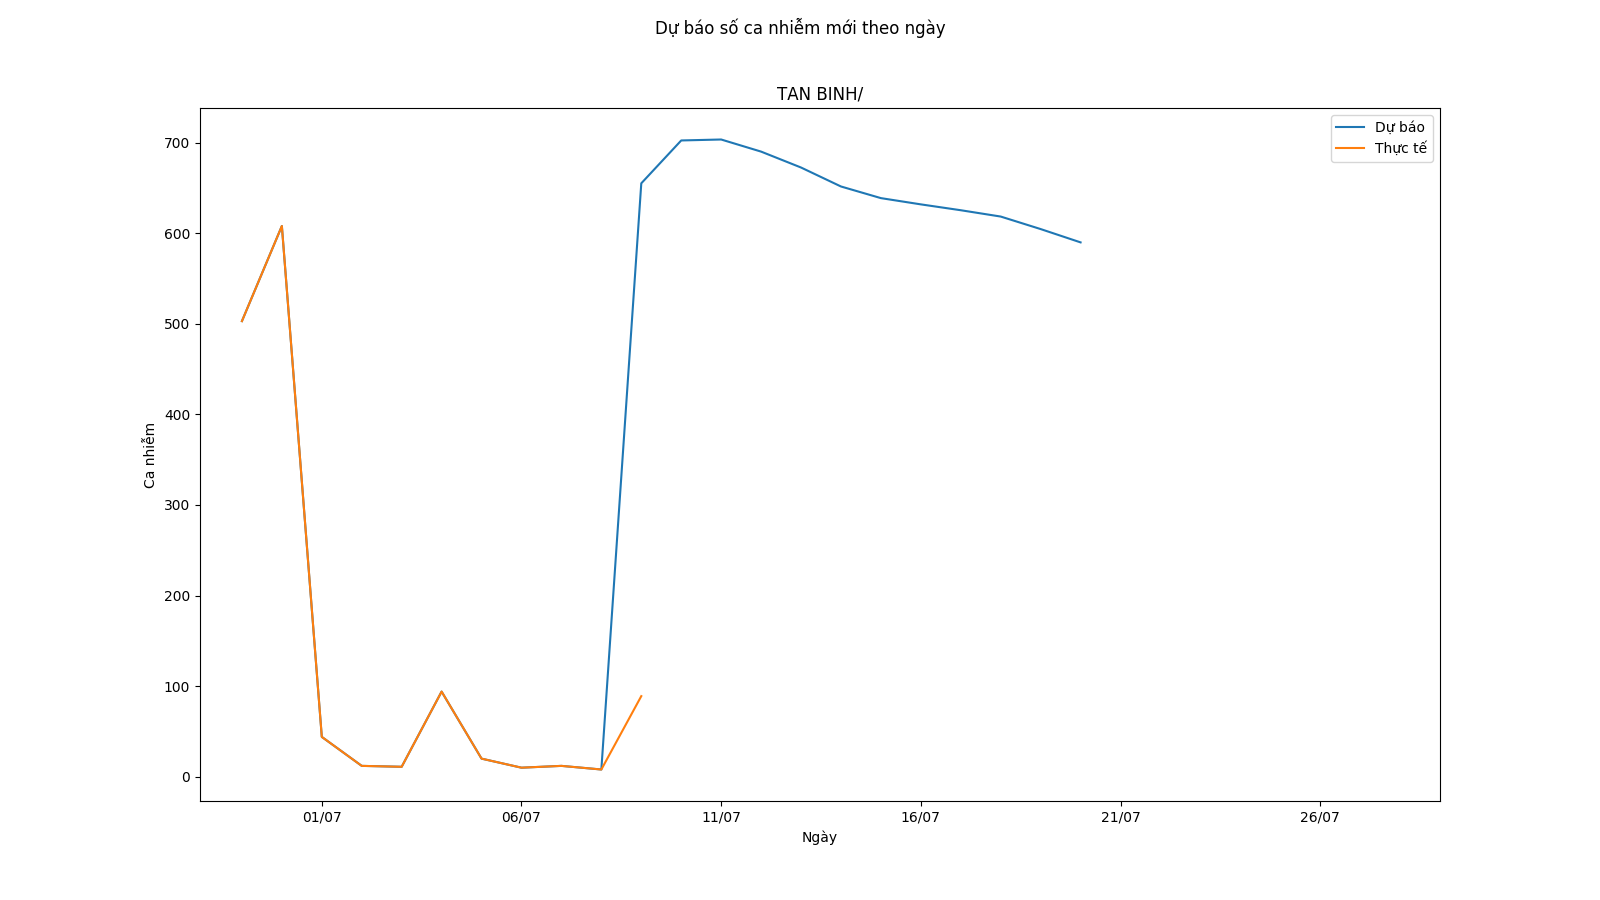 Dự báo số ca nhiễm mới theo ngày
TAN BINH/
Dự báo
Thực tế
700
600
500
400
300
200
100
0
Ca nhiễm
01/07 06/07 11/07 16/07 21/07 26/07
Ngày